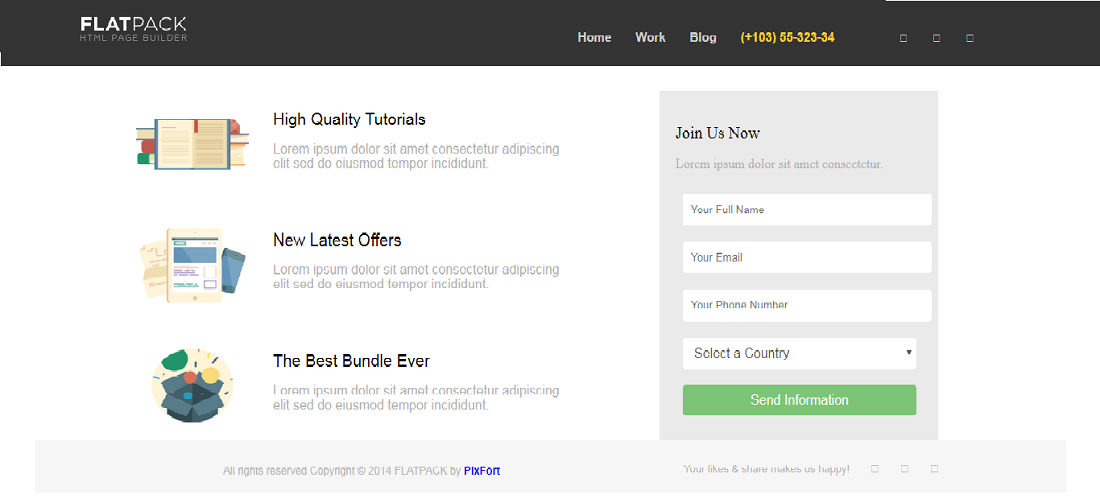 FLATPACK
HTML PAGE BUILDER
Home Work Blog (+103) 55-323-34
High Quality Tutorials
Lorem ipsum dolor sit amet consectetur adipiscing
elit sed do eiusmod tempor incididunt.
New Latest Offers
Lorem ipsum dolor sit amet consectetur adipiscing
elit sed do eiusmod tempor incididunt.
The Best Bundle Ever
Lorem ipsum dolor sit amet consectetur adipiscing
elit sed do eiusmod tempor incididunt.
Join Us Now
Lorem ipsum dolor sit amet consectetur.
Your Full Name
Your Email
Your Phone Number
Select a Country
Send Information
All rights reserved Copyright © 2014 FLATPACK by PixFort
Your likes & share makes us happy!